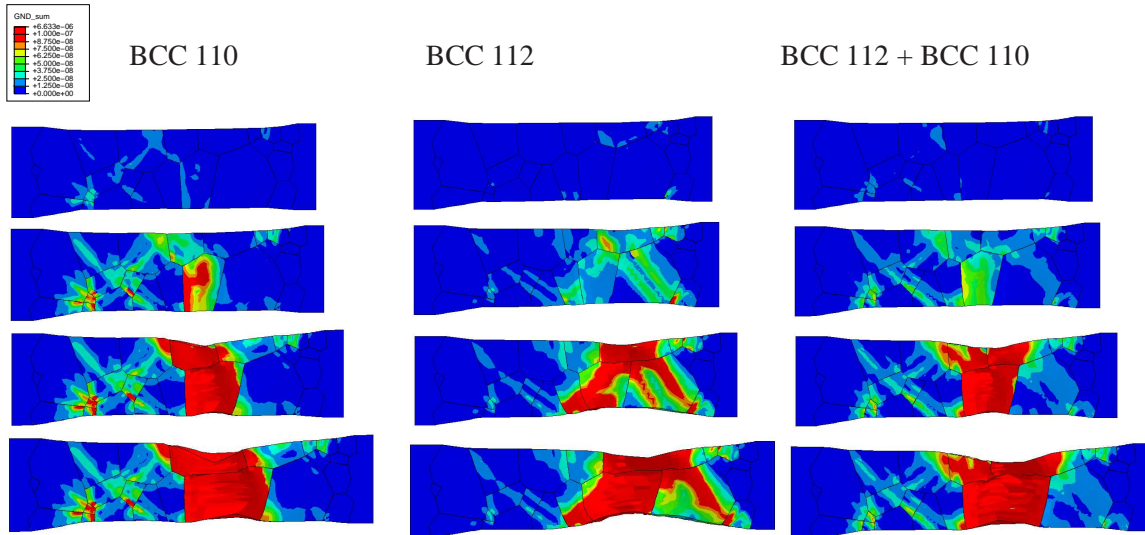 GND_sum
+6.633e-06
+1.000e-07
+8.750e-08
+7.500e-08
+6.250e-08
+5.000e-08
+3.750e-08
+2.500e-08
+1.250e-08
+0.000e+00
BCC 110
BCC 112
BCC 112 + BCC 110